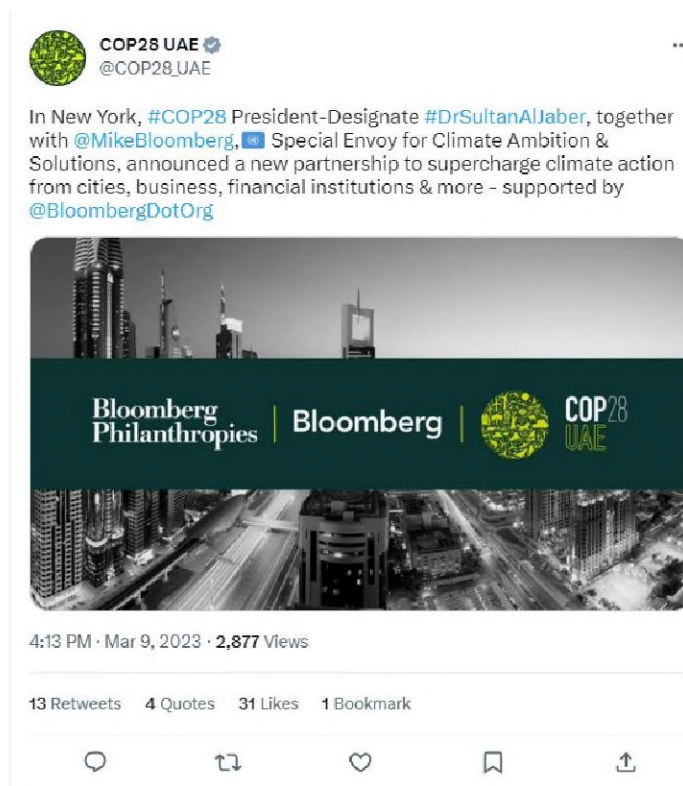 COP28 UAE
@COP28_UAE
In New York, #COP28 President-Designate #DrSultanAlJaber, together
with @MikeBloomberg, 🇺🇳 Special Envoy for Climate Ambition &
Solutions, announced a new partnership to supercharge climate action
from cities, business, financial institutions & more - supported by
@BloombergDotOrg
Bloomberg
Philanthropies
Bloomberg
COP28
UAE
4:13 PM · Mar 9, 2023 · 2,877 Views
13 Retweets 4 Quotes 31 Likes 1 Bookmark